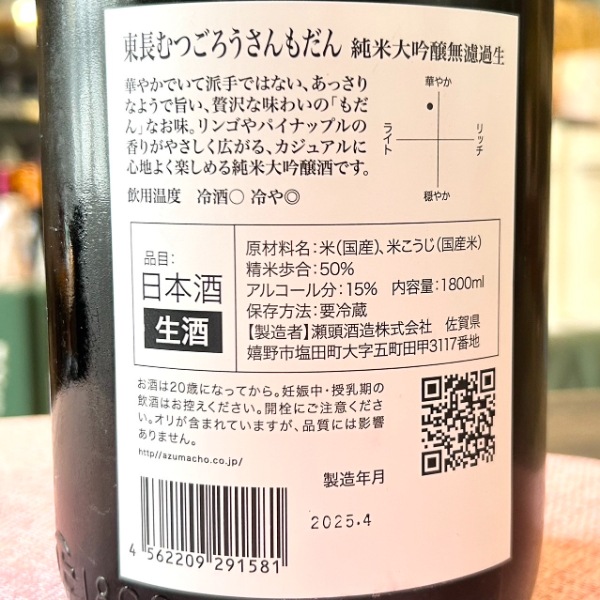 東長むつごろうさんもだん 純米大吟醸無濾過生
華やかでいて派手ではない、あっさり
なようで旨い、贅沢な味わいの「もだ
ん」なお味。リンゴやパイナップルの
香りがやさしく広がる、カジュアルに
心地よく楽しめる純米大吟醸酒です。
飲用温度 冷酒○ 冷や◎
華やか
ライト
リッチ
穏やか
品目:
日本酒
生酒
原材料名:米(国産)、米こうじ(国産米)
精米歩合:50%
アルコール分:15% 内容量:1800ml
保存方法:要冷蔵
【製造者】瀬頭酒造株式会社 佐賀県
嬉野市塩田町大字五町田甲3117番地
お酒は20歳になってから。妊娠中・授乳期の
飲酒はお控えください。開栓にご注意くださ
い。オリが含まれていますが、品質には影響
ありません。
http://azumacho.co.jp/
製造年月
2025.4
4 562209 291581